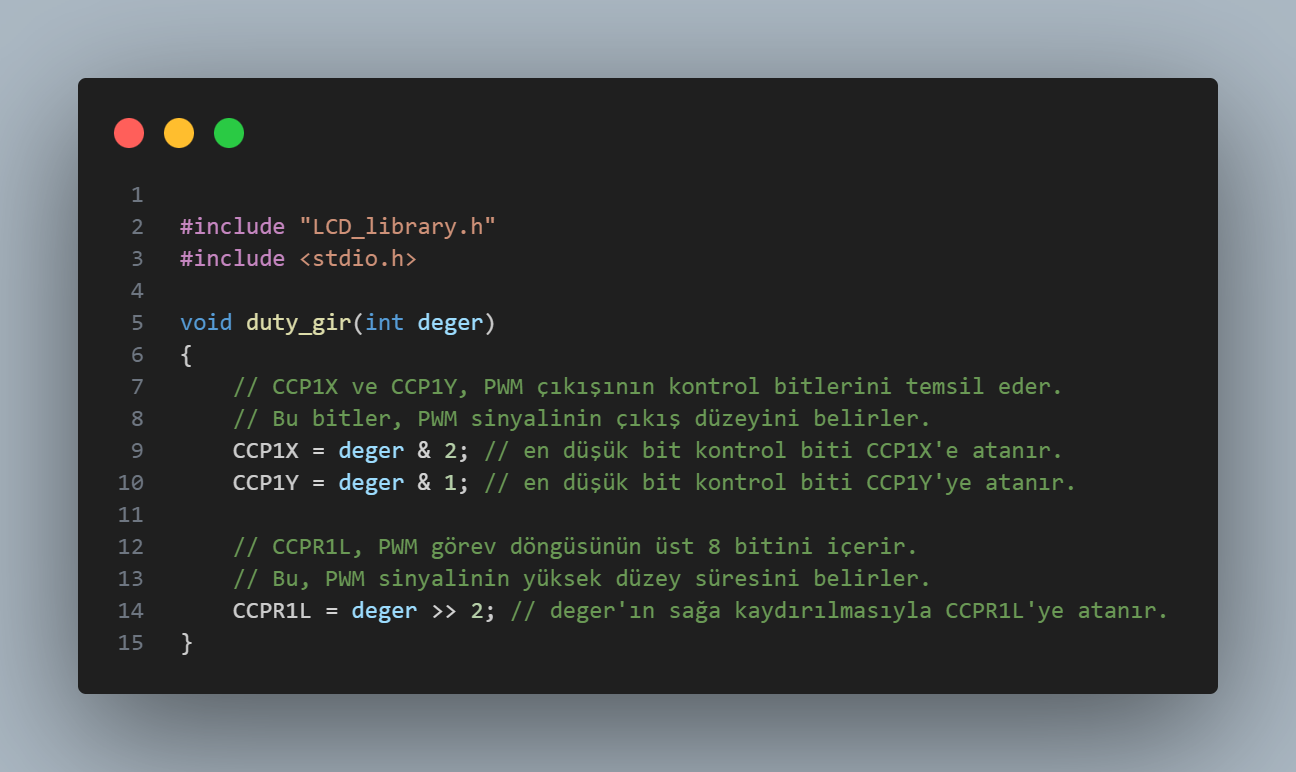 1
2 #include "LCD_library.h"
3 #include <stdio.h>
4
5 void duty_gir(int deger)
6 {
7     // CCP1X ve CCP1Y, PWM çıkışının kontrol bitlerini temsil eder.
8     // Bu bitler, PWM sinyalinin çıkış düzeyini belirler.
9     CCP1X = deger & 2; // en düşük bit kontrol biti CCP1X'e atanır.
10     CCP1Y = deger & 1; // en düşük bit kontrol biti CCP1Y'ye atanır.
11
12     // CCPR1L, PWM görev döngüsünün üst 8 bitini içerir.
13     // Bu, PWM sinyalinin yüksek düzey süresini belirler.
14     CCPR1L = deger >> 2; // deger'ın sağa kaydırılmasıyla CCPR1L'ye atanır.
15 }